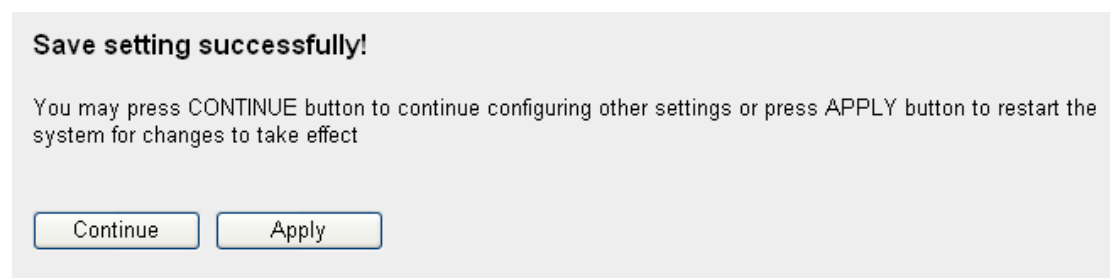 Save setting successfully!
You may press CONTINUE button to continue configuring other settings or press APPLY button to restart the
system for changes to take effect
Continue Apply